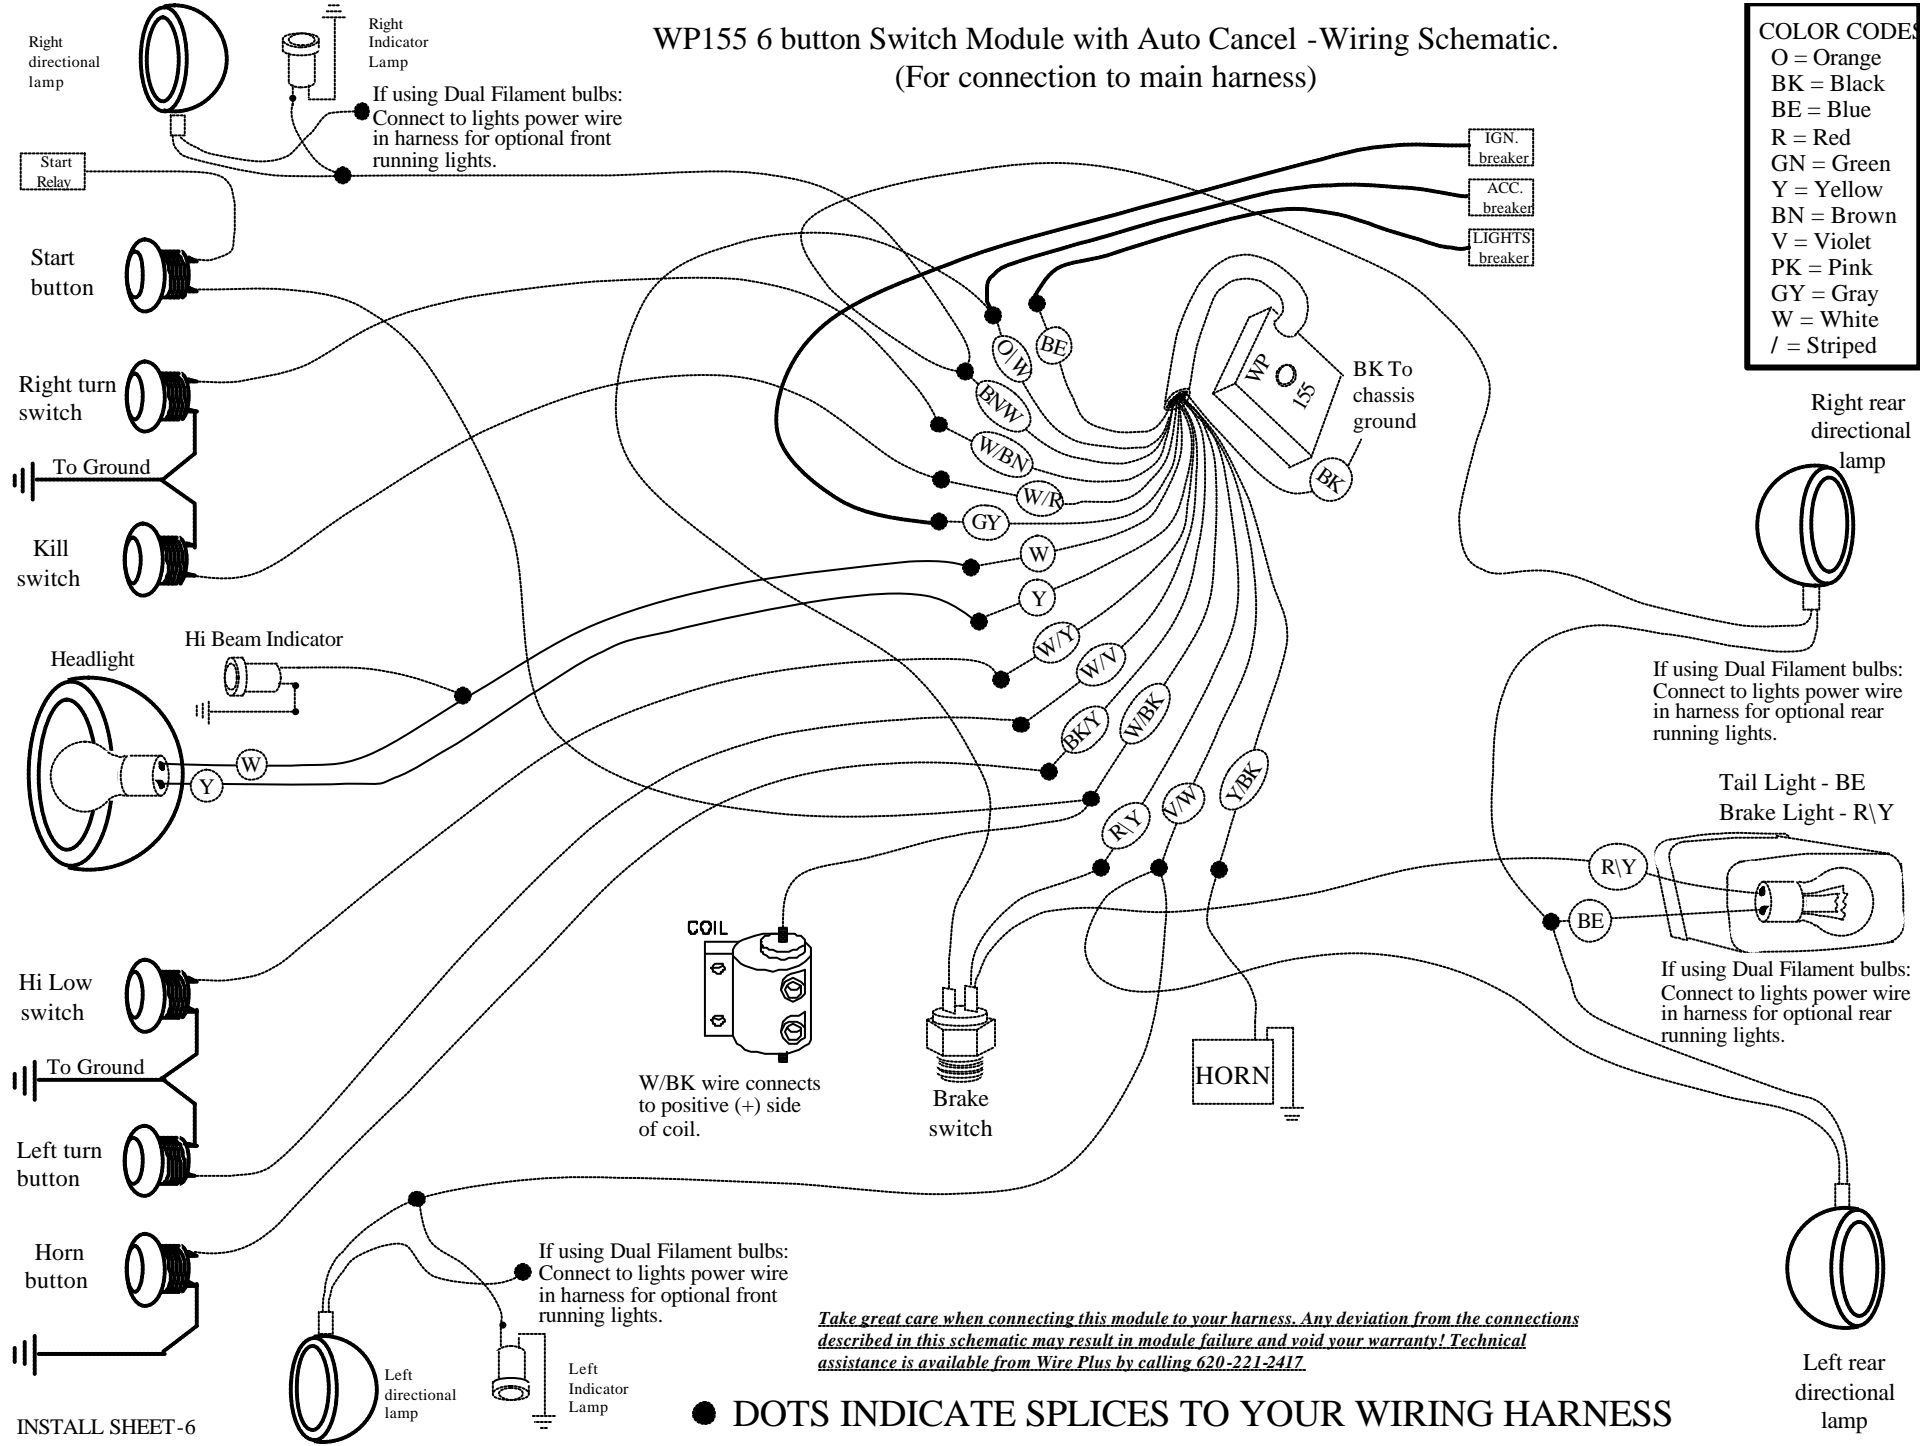 WP155 6 button Switch Module with Auto Cancel -Wiring Schematic.
(For connection to main harness)
COLOR CODES
O = Orange
BK = Black
BE = Blue
R = Red
GN = Green
Y = Yellow
BN = Brown
V = Violet
PK = Pink
GY = Gray
W = White
/ = Striped
Right
directional
lamp
Right
Indicator
Lamp
If using Dual Filament bulbs:
Connect to lights power wire
in harness for optional front
running lights.
Start
Relay
Start
button
Right turn
switch
To Ground
Kill
switch
Hi Beam Indicator
Headlight
W
Y
Hi Low
switch
To Ground
Left turn
button
Horn
button
INSTALL SHEET-6
IGN.
breaker
ACC.
breaker
LIGHTS
breaker
O\W
BE
BN/W
W/BN
W/R
GY
W
Y
W/Y
W/V
BK/Y
W/BK
R\Y
V/W
Y/BK
WP
155
BK To
chassis
ground
BK
Right rear
directional
lamp
If using Dual Filament bulbs:
Connect to lights power wire
in harness for optional rear
running lights.
Tail Light - BE
Brake Light - R\Y
R\Y
BE
If using Dual Filament bulbs:
Connect to lights power wire
in harness for optional rear
running lights.
COIL
W/BK wire connects
to positive (+) side
of coil.
Brake
switch
HORN
If using Dual Filament bulbs:
Connect to lights power wire
in harness for optional front
running lights.
Left
directional
lamp
Left
Indicator
Lamp
Take great care when connecting this module to your harness. Any deviation from the connections
described in this schematic may result in module failure and void your warranty! Technical
assistance is available from Wire Plus by calling 620-221-2417
DOTS INDICATE SPLICES TO YOUR WIRING HARNESS
Left rear
directional
lamp